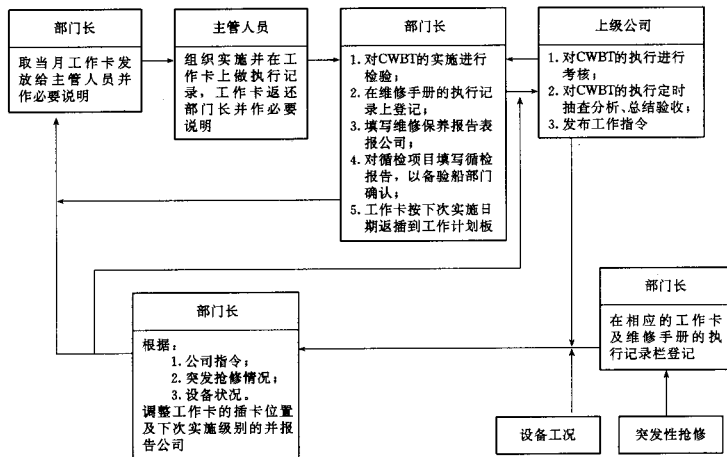 部门长
取当月工作卡发
放给主管人员并
作必要说明
主管人员
组织实施并在工
作卡上做执行记
录，工作卡返还
部门长并作必要
说明
部门长
1. 对CWBT的实施进行
检验；
2. 在维修手册的执行记
录上登记；
3. 填写维修保养报告表
报公司；
4. 对循检项目填写循检
报告，以备验船部门
确认；
5. 工作卡按下次实施日
期返插到工作计划板
上级公司
1. 对CWBT的执行进行
考核；
2. 对CWBT的执行定时
抽查分析、总结验收；
3. 发布工作指令
部门长
根据：
1. 公司指令；
2. 突发抢修情况；
3. 设备状况。
调整工作卡的插卡位置
及下次实施级别的并报
告公司
部门长
在相应的工作卡
及维修手册的执
行记录栏登记
设备工况
突发性抢修